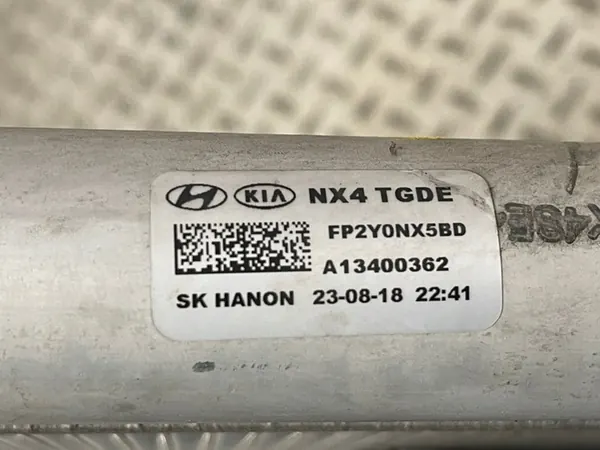 KIA NX4 TGDE
FP2Y0NX5BD
A13400362
SK HANON 23-08-18 22:41